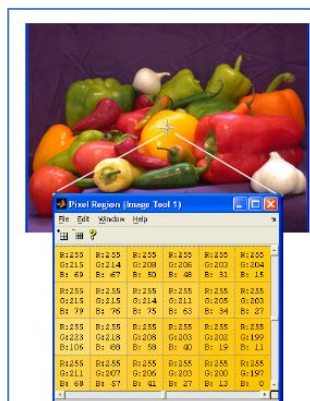 Pixel Region (Image Tool 1)
File Edit Window Help
R:255 R:255 R:255 R:255 R:255 R:255
G:215 G:214 G:208 G:206 G:203 G:204
B: 69 B: 67 B: 50 B: 48 B: 31 B: 15
R:255 R:255 R:255 R:255 R:255 R:255
G:215 G:215 G:214 G:211 G:205 G:203
B: 79 B: 76 B: 75 B: 63 B: 34 B: 27
R:255 R:255 R:255 R:255 R:255 R:255
G:223 G:218 G:208 G:203 G:202 G:199
B:106 B: 88 B: 58 B: 40 B: 19 B: 11
R:255 R:255 R:255 R:255 R:255 R:255
G:211 G:207 G:206 G:203 G:200 G:197
B: 68 B: 57 B: 41 B: 27 B: 13 B: 0